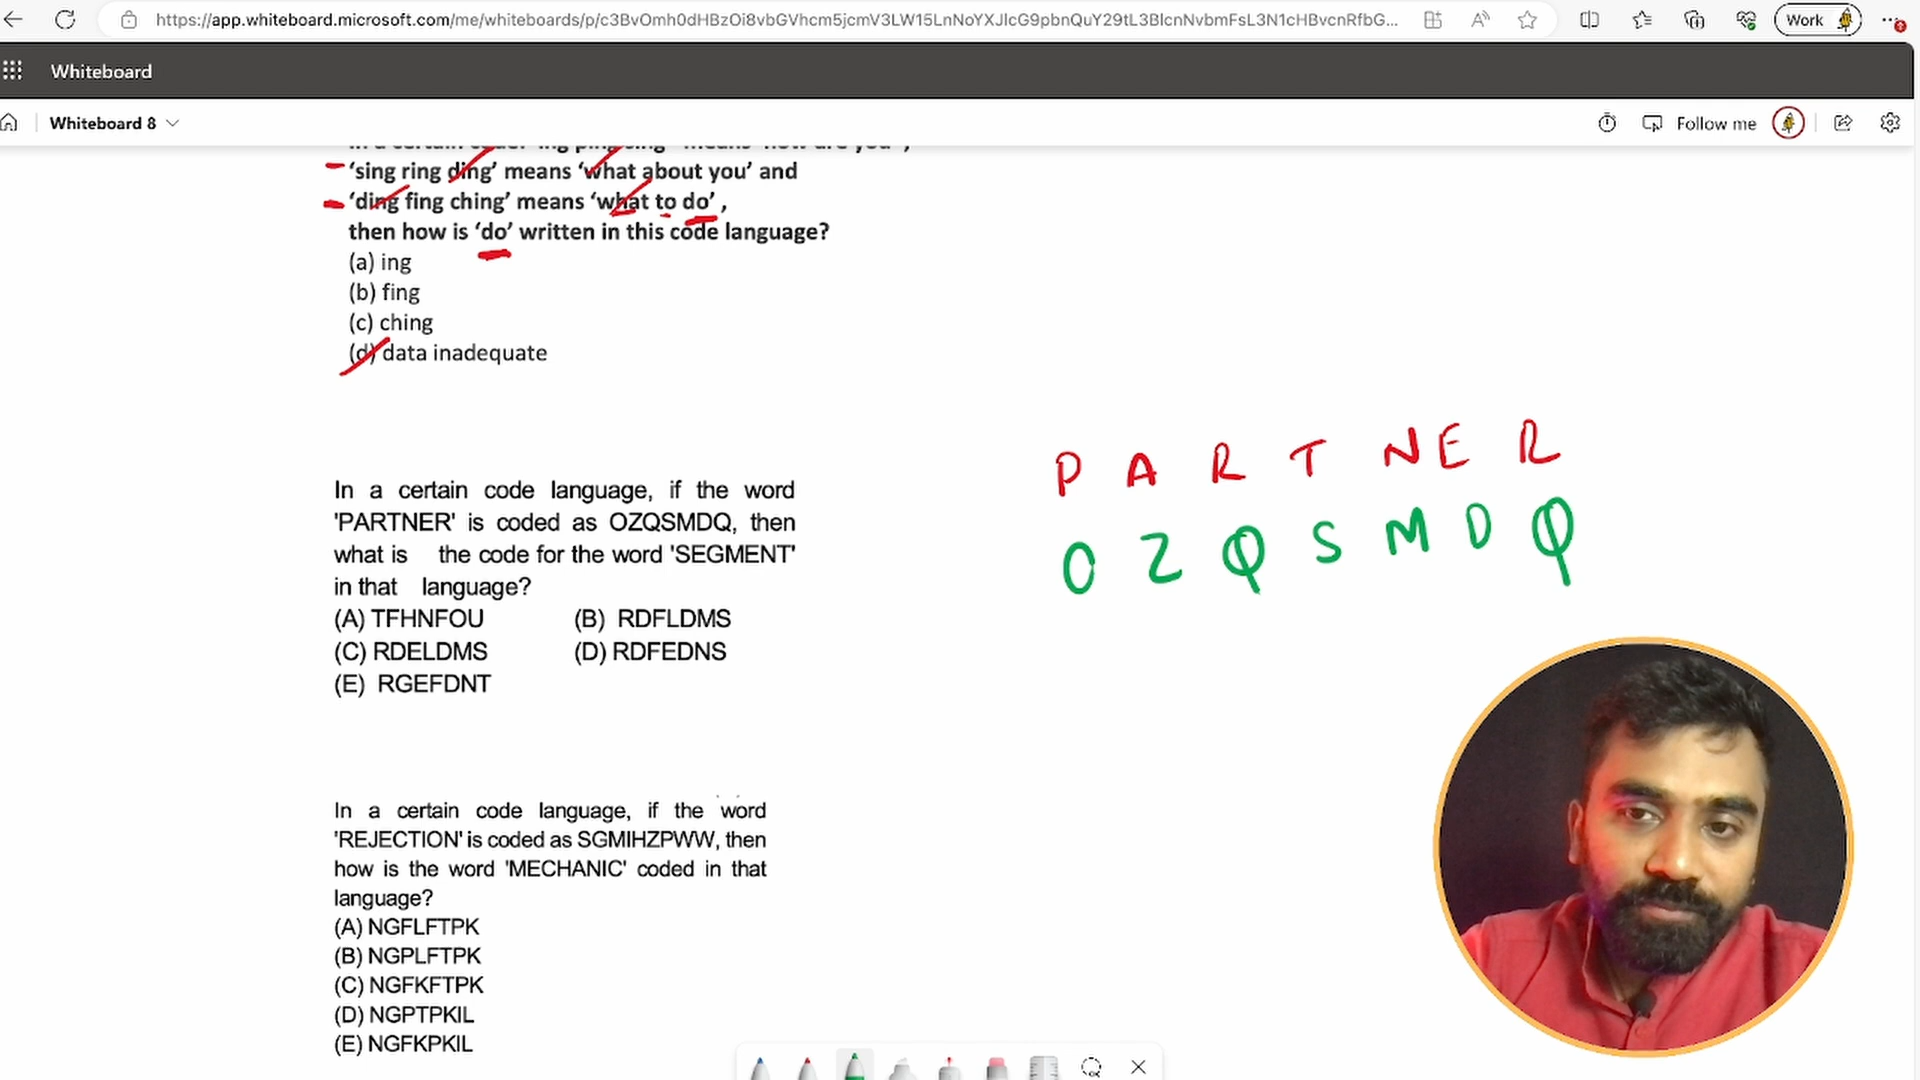 https://app.whiteboard.microsoft.com/me/whiteboards/p/c3BvOmh0dHBzOi8vbGVhcm5jcmV3LW15LnNoYXJlcG9pbnQuY29tL3BlcnNvbmFsL3N1cHBvcnRfbG...
Work
Whiteboard
Whiteboard 8
Follow me
'sing ring ding' means 'what about you' and
'ding fing ching' means 'what to do' ,
then how is 'do' written in this code language?
(a) ing
(b) fing
(c) ching
(d) data inadequate
P A R T N E R
O Z Q S M D Q
In a certain code language, if the word
'PARTNER' is coded as OZQSMDQ, then
what is the code for the word 'SEGMENT'
in that language?
(A) TFHNFOU (B) RDFLDMS
(C) RDELDMS (D) RDFEDNS
(E) RGEFDNT
In a certain code language, if the word
'REJECTION' is coded as SGMIHZPWW, then
how is the word 'MECHANIC' coded in that
language?
(A) NGFLFTPK
(B) NGPLFTPK
(C) NGFKFTPK
(D) NGPTPKIL
(E) NGFKPKIL